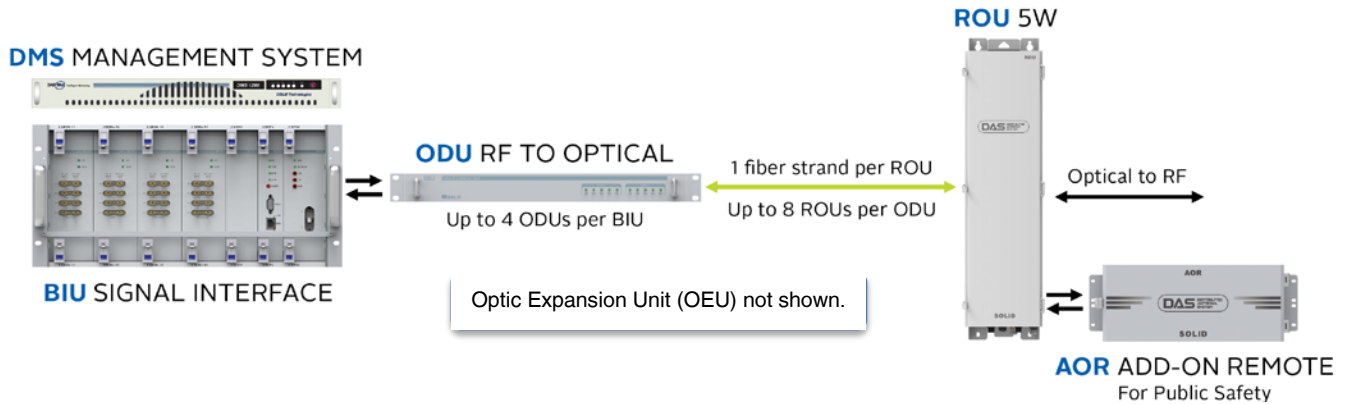 ROU 5W
DMS MANAGEMENT SYSTEM
ODU RF TO OPTICAL
1 fiber strand per ROU
Up to 8 ROUs per ODU
Up to 4 ODUs per BIU
Optical to RF
BIU SIGNAL INTERFACE
Optic Expansion Unit (OEU) not shown.
DAS
SOLiD
AOR
DAS
SOLiD
AOR ADD-ON REMOTE
For Public Safety